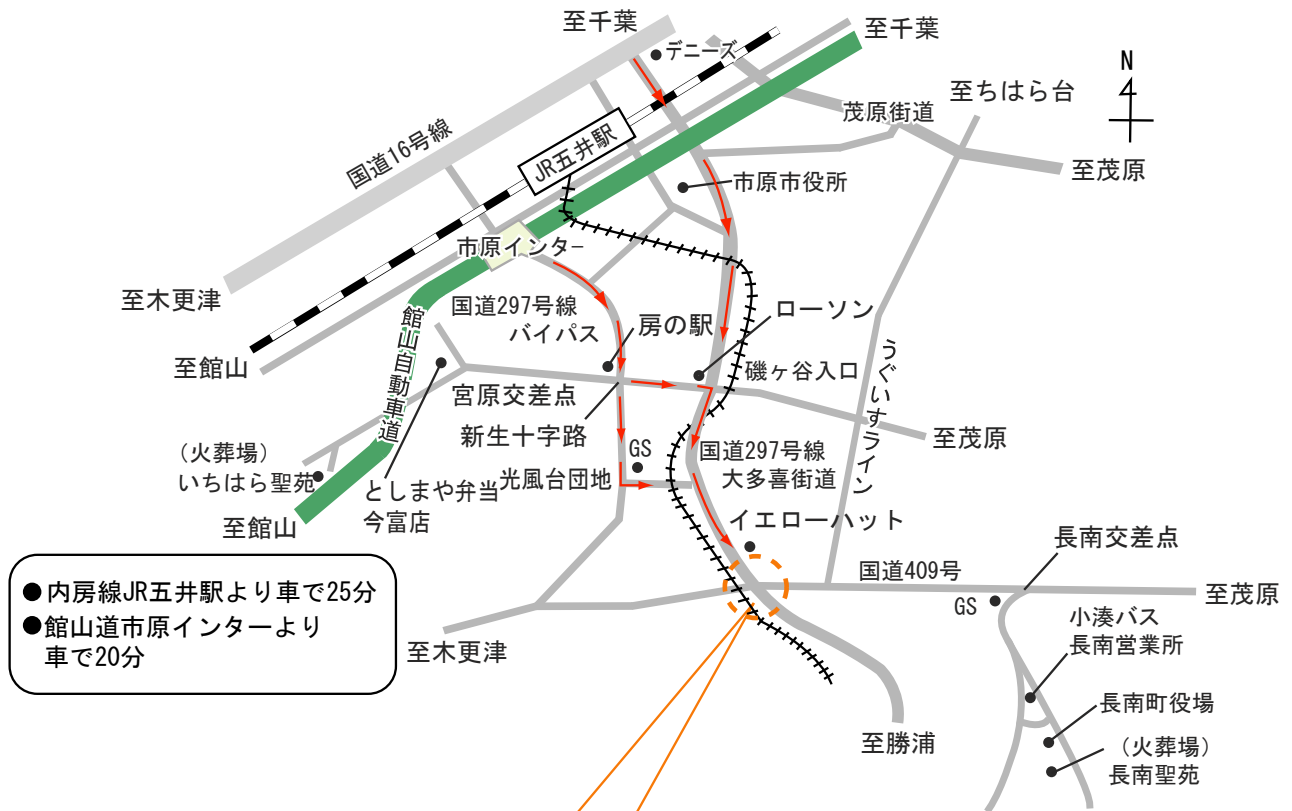 至千葉
デニーズ
至千葉
N
至ちはら台
茂原街道
国道16号線
JR五井駅
至茂原
市原市役所
市原インター
至木更津
国道297号線
バイパス
房の駅
ローソン
館山自動車道
うぐいすライン
至館山
磯ヶ谷入口
宮原交差点
新生十字路
至茂原
(火葬場)
いちはら聖苑
GS
国道297号線
大多喜街道
光風台団地
としまや弁当
今富店
至館山
イエローハット
長南交差点
国道409号
至茂原
GS
●内房線JR五井駅より車で25分
●館山道市原インターより
車で20分
小湊バス
長南営業所
至木更津
長南町役場
至勝浦
(火葬場)
長南聖苑